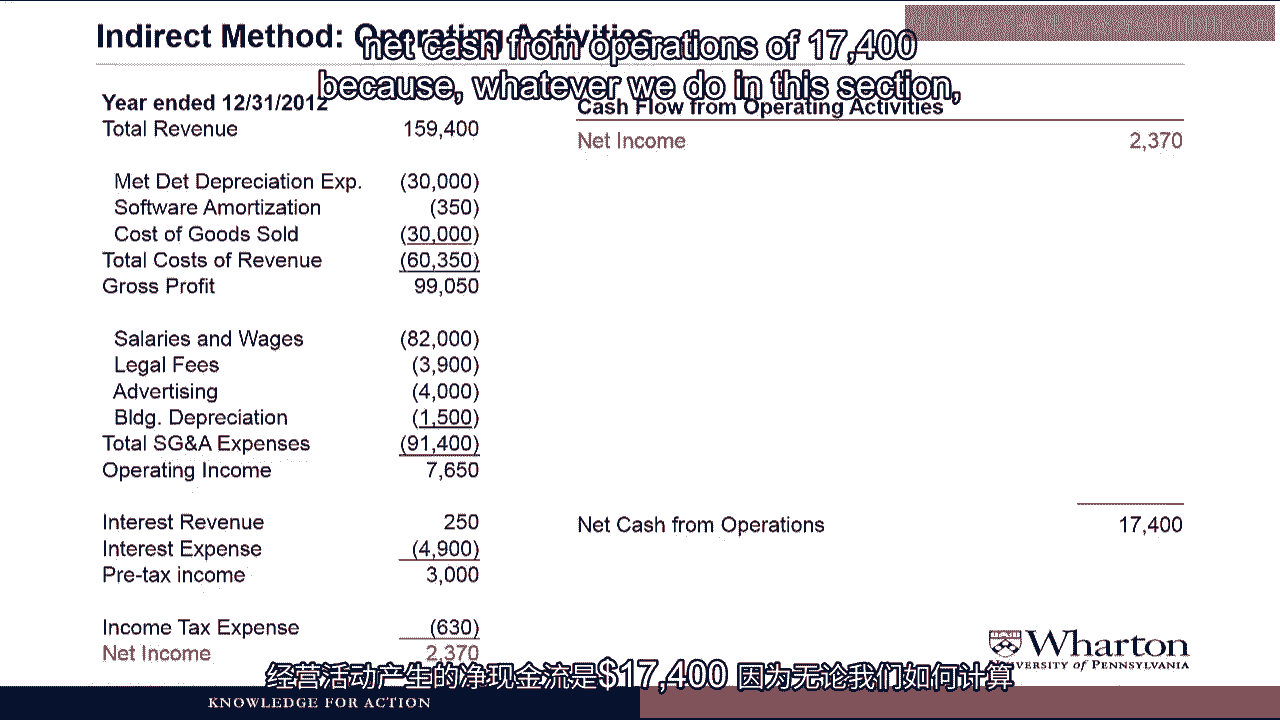 Indirect Method: Operating Activities
net cash from operations of 17,400
because, whatever we do in this section,
Year ended 12/31/2012
Total Revenue 159,400
Met Det Depreciation Exp. (30,000)
Software Amortization (350)
Cost of Goods Sold (30,000)
Total Costs of Revenue (60,350)
Gross Profit 99,050
Salaries and Wages (82,000)
Legal Fees (3,900)
Advertising (4,000)
Bldg. Depreciation (1,500)
Total SG&A Expenses (91,400)
Operating Income 7,650
Interest Revenue 250
Interest Expense (4,900)
Pre-tax income 3,000
Income Tax Expense (630)
Net Income 2,370
Cash Flow from Operating Activities
Net Income 2,370
Net Cash from Operations 17,400
Wharton
UNIVERSITY of PENNSYLVANIA
经营活动产生的净现金流是$17,400 因为无论我们如何计算
KNOWLEDGE FOR ACTION